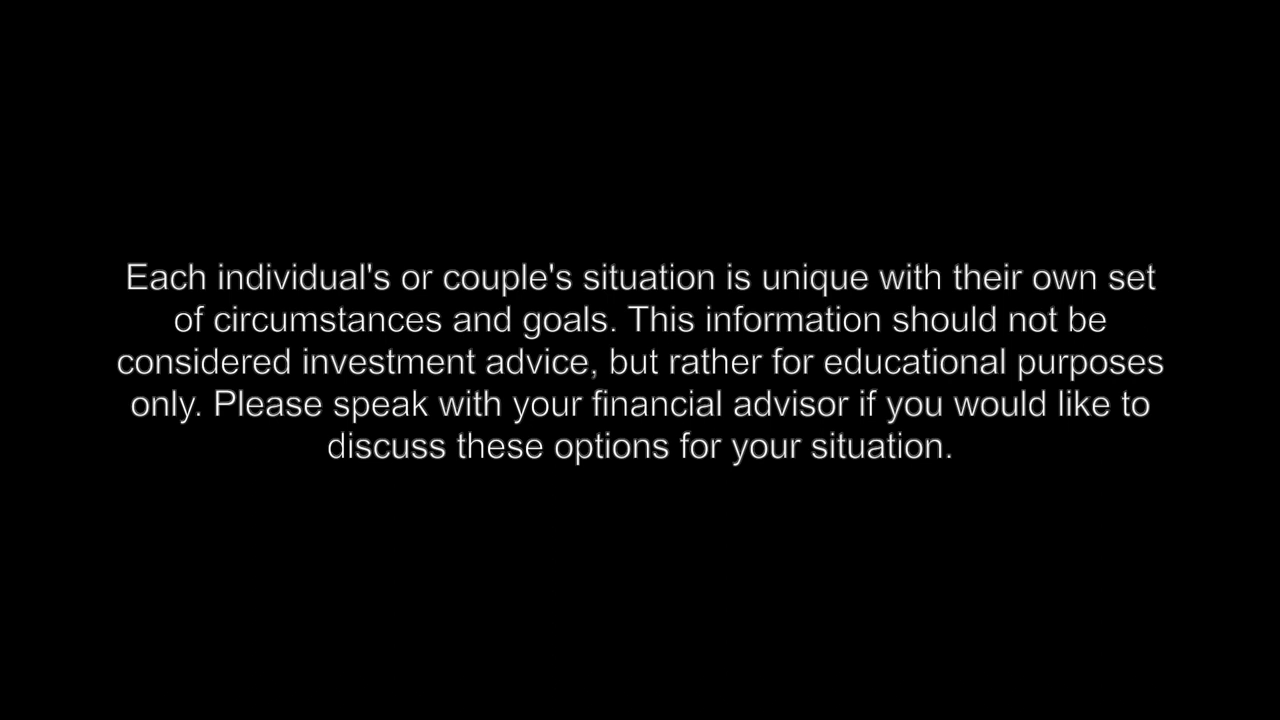 Each individual's or couple's situation is unique with their own set
of circumstances and goals. This information should not be
considered investment advice, but rather for educational purposes
only. Please speak with your financial advisor if you would like to
discuss these options for your situation.